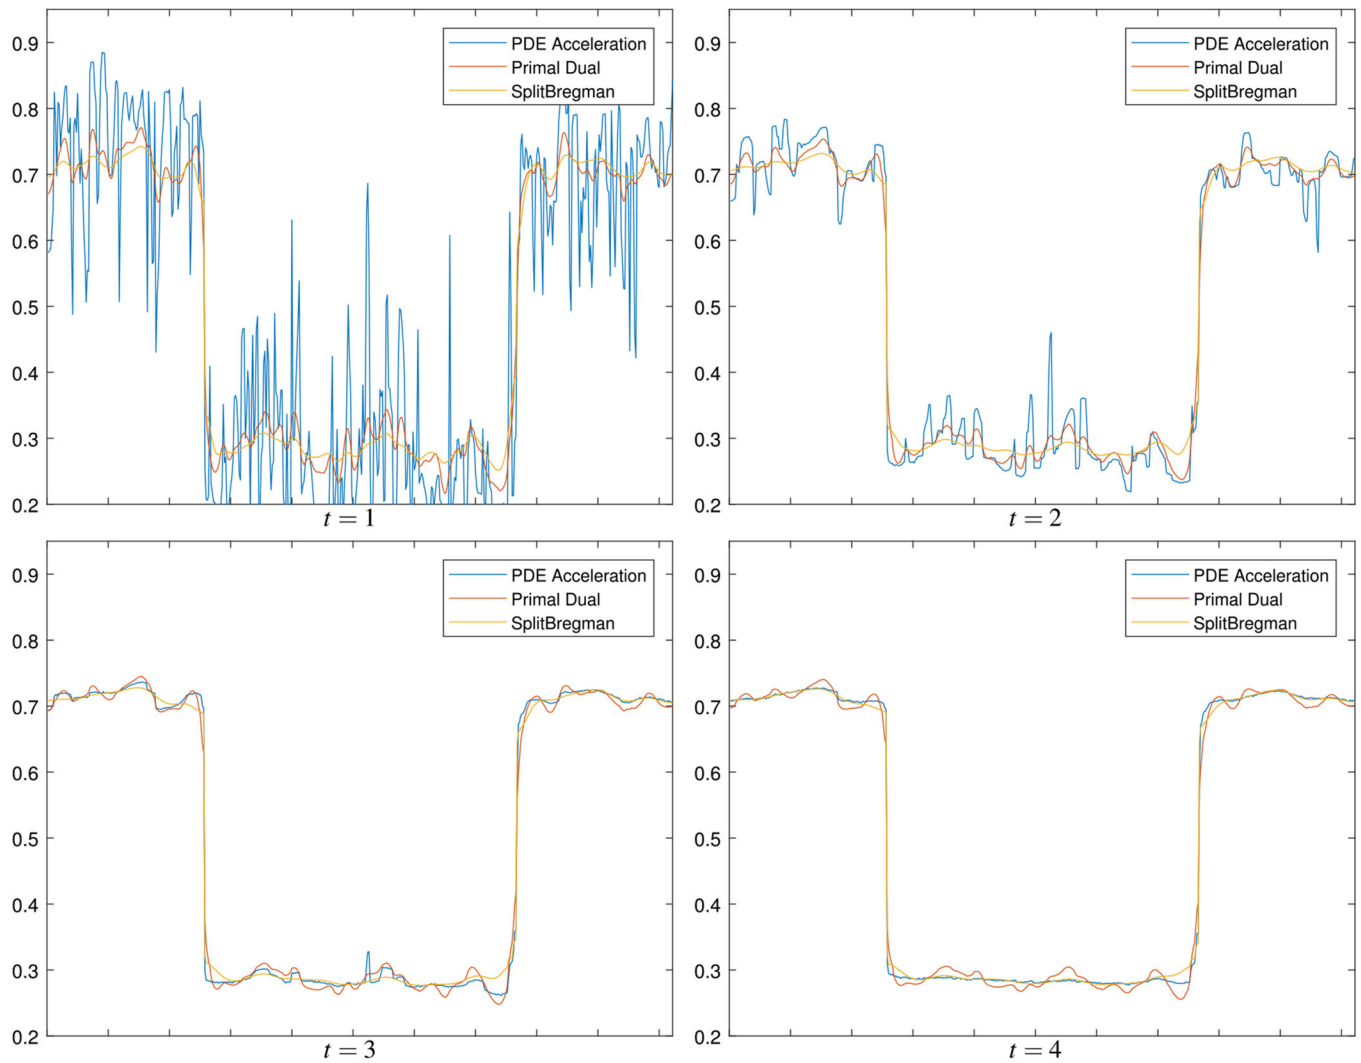 0.9
0.8
0.7
0.6
0.5
0.4
0.3
0.2
PDE Acceleration
Primal Dual
SplitBregman
t = 1
0.9
0.8
0.7
0.6
0.5
0.4
0.3
0.2
PDE Acceleration
Primal Dual
SplitBregman
t = 2
0.9
0.8
0.7
0.6
0.5
0.4
0.3
0.2
PDE Acceleration
Primal Dual
SplitBregman
t = 3
0.9
0.8
0.7
0.6
0.5
0.4
0.3
0.2
PDE Acceleration
Primal Dual
SplitBregman
t = 4